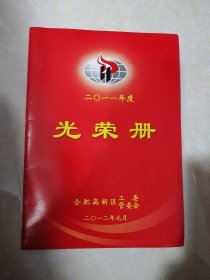 二〇一一年度
光荣册
合肥高新区工委
管委会
二〇一二年元月